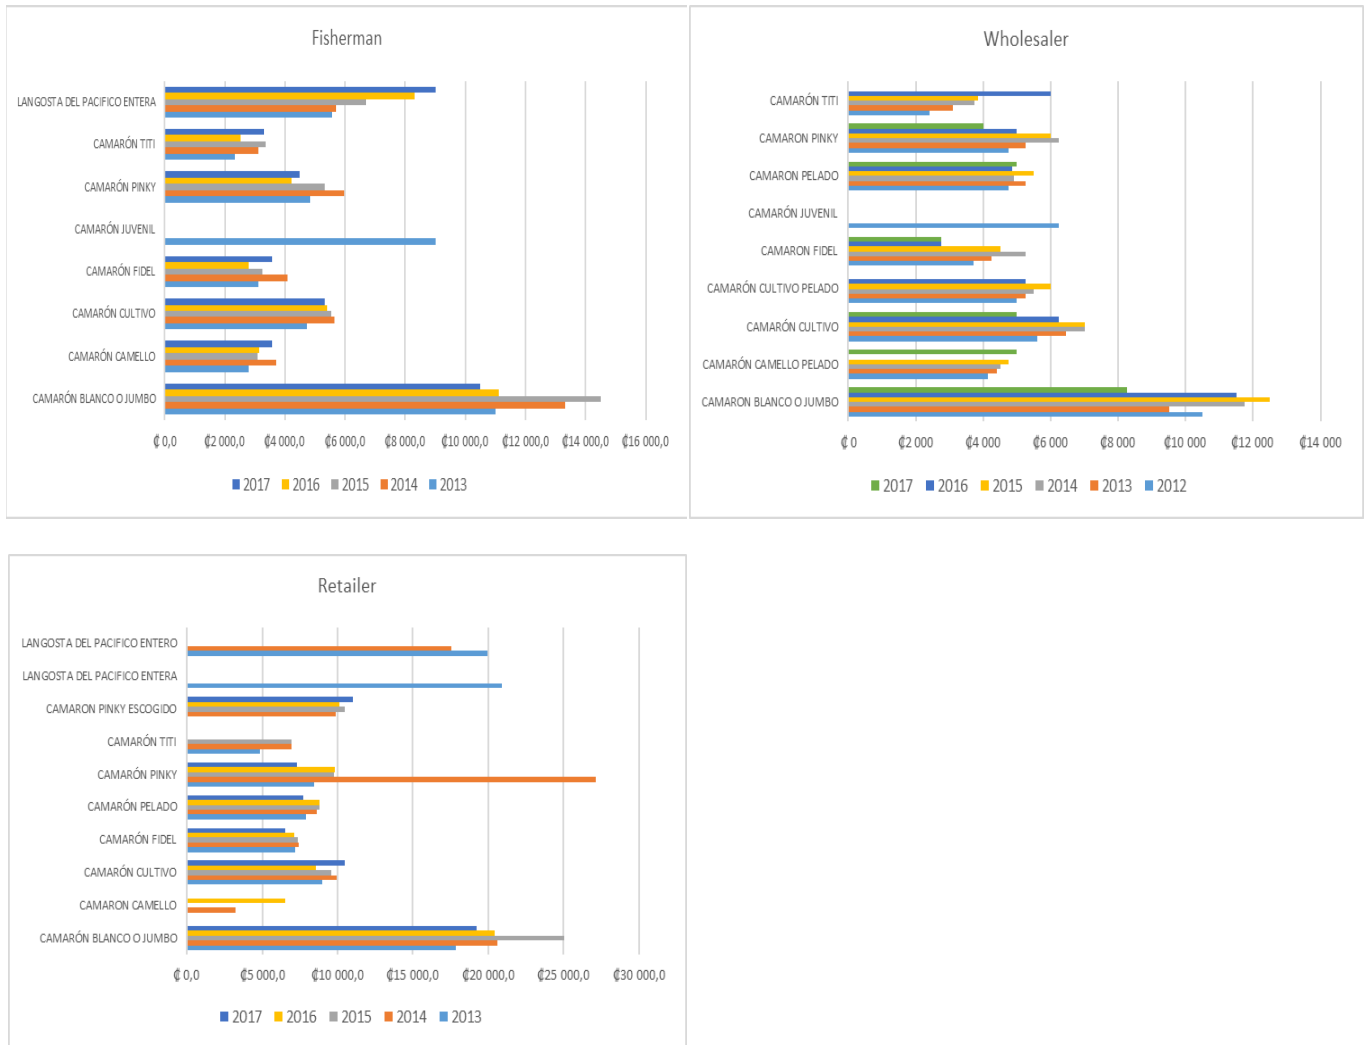 Fisherman
LANGOSTA DEL PACIFICO ENTERA
CAMARÓN TITI
CAMARÓN PINKY
CAMARÓN JUVENIL
CAMARÓN FIDEL
CAMARÓN CULTIVO
CAMARÓN CAMELLO
CAMARÓN BLANCO O JUMBO
₡ 0,0 ₡2 000,0 ₡4 000,0 ₡6 000,0 ₡8 000,0 ₡10 000,0 ₡12 000,0 ₡14 000,0 ₡16 000,0
2017 2016 2015 2014 2013
Wholesaler
CAMARÓN TITI
CAMARON PINKY
CAMARON PELADO
CAMARÓN JUVENIL
CAMARON FIDEL
CAMARÓN CULTIVO PELADO
CAMARÓN CULTIVO
CAMARÓN CAMELLO PELADO
CAMARON BLANCO O JUMBO
₡ 0 ₡2 000 ₡4 000 ₡6 000 ₡8 000 ₡10 000 ₡12 000 ₡14 000
2017 2016 2015 2014 2013 2012
Retailer
LANGOSTA DEL PACIFICO ENTERO
LANGOSTA DEL PACIFICO ENTERA
CAMARON PINKY ESCOGIDO
CAMARÓN TITI
CAMARÓN PINKY
CAMARÓN PELADO
CAMARÓN FIDEL
CAMARÓN CULTIVO
CAMARON CAMELLO
CAMARÓN BLANCO O JUMBO
₡ 0,0 ₡5 000,0 ₡10 000,0 ₡15 000,0 ₡20 000,0 ₡25 000,0 ₡30 000,0
2017 2016 2015 2014 2013